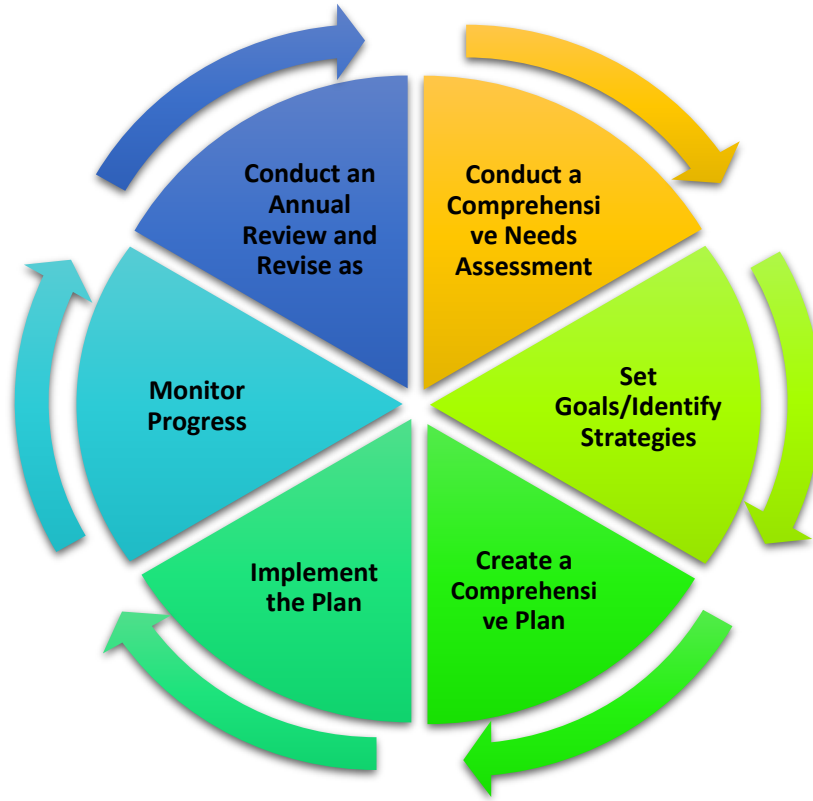 Conduct a
Comprehensi
ve Needs
Assessment
Set
Goals/Identify
Strategies
Create a
Comprehensi
ve Plan
Implement
the Plan
Monitor
Progress
Conduct an
Annual
Review and
Revise as